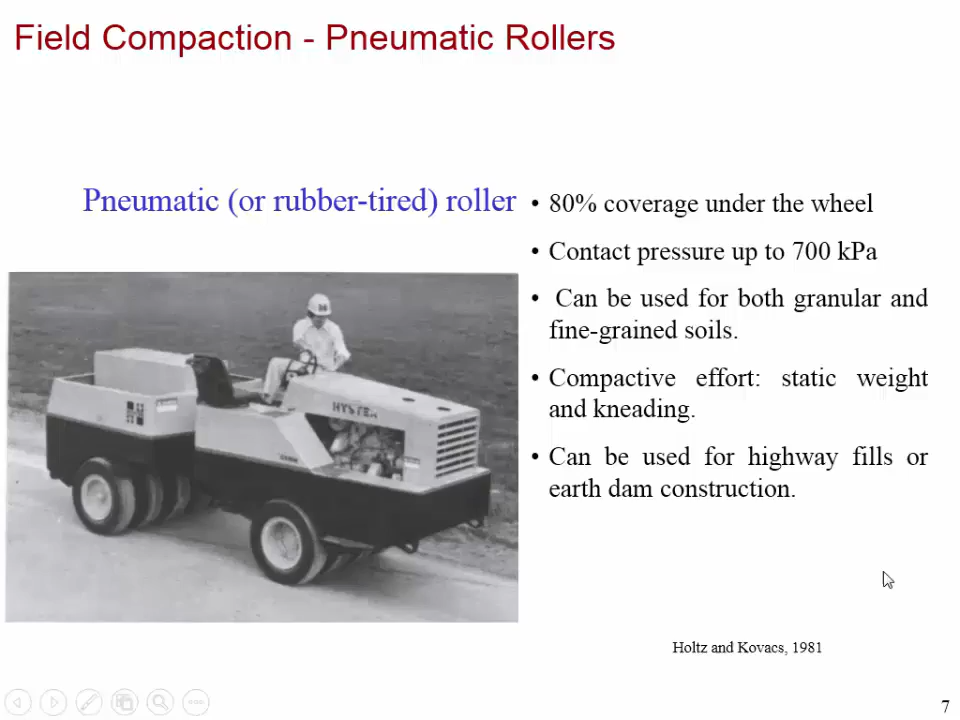 Field Compaction - Pneumatic Rollers
Pneumatic (or rubber-tired) roller
• 80% coverage under the wheel
• Contact pressure up to 700 kPa
• Can be used for both granular and
fine-grained soils.
• Compactive effort: static weight
and kneading.
• Can be used for highway fills or
earth dam construction.
HYSTER
Holtz and Kovacs, 1981
7